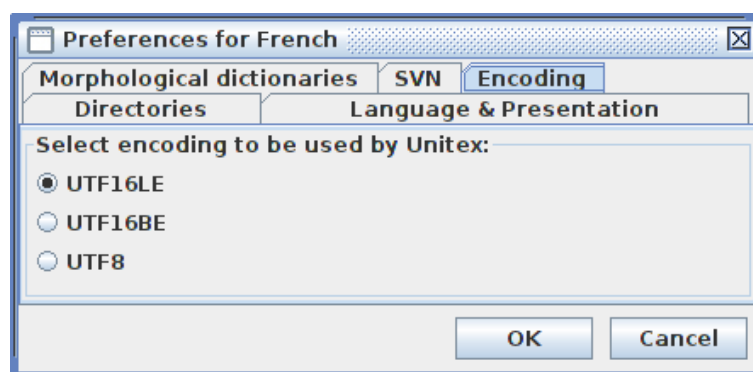 Preferences for French
Morphological dictionaries SVN Encoding
Directories Language & Presentation
Select encoding to be used by Unitex:
UTF16LE
UTF16BE
UTF8
OK Cancel